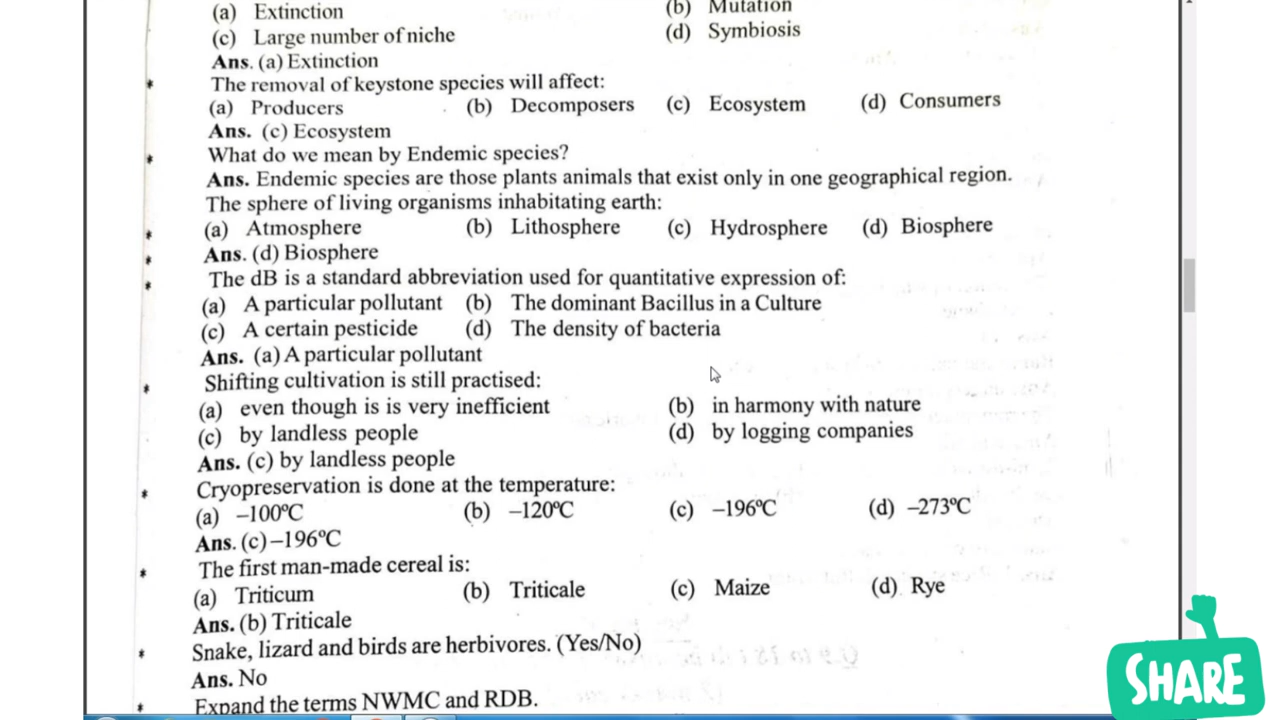 (a) Extinction (b) Mutation
(c) Large number of niche (d) Symbiosis
Ans. (a) Extinction
* The removal of keystone species will affect:
(a) Producers (b) Decomposers (c) Ecosystem (d) Consumers
Ans. (c) Ecosystem
* What do we mean by Endemic species?
Ans. Endemic species are those plants animals that exist only in one geographical region.
The sphere of living organisms inhabitating earth:
* (a) Atmosphere (b) Lithosphere (c) Hydrosphere (d) Biosphere
* Ans. (d) Biosphere
* The dB is a standard abbreviation used for quantitative expression of:
(a) A particular pollutant (b) The dominant Bacillus in a Culture
(c) A certain pesticide (d) The density of bacteria
Ans. (a) A particular pollutant
* Shifting cultivation is still practised:
(a) even though is is very inefficient (b) in harmony with nature
(c) by landless people (d) by logging companies
Ans. (c) by landless people
* Cryopreservation is done at the temperature:
(a) –100ºC (b) –120ºC (c) –196ºC (d) –273ºC
Ans. (c) –196ºC
* The first man-made cereal is:
(a) Triticum (b) Triticale (c) Maize (d) Rye
Ans. (b) Triticale
* Snake, lizard and birds are herbivores. (Yes/No)
Ans. No
* Expand the terms NWMC and RDB.
SHARE